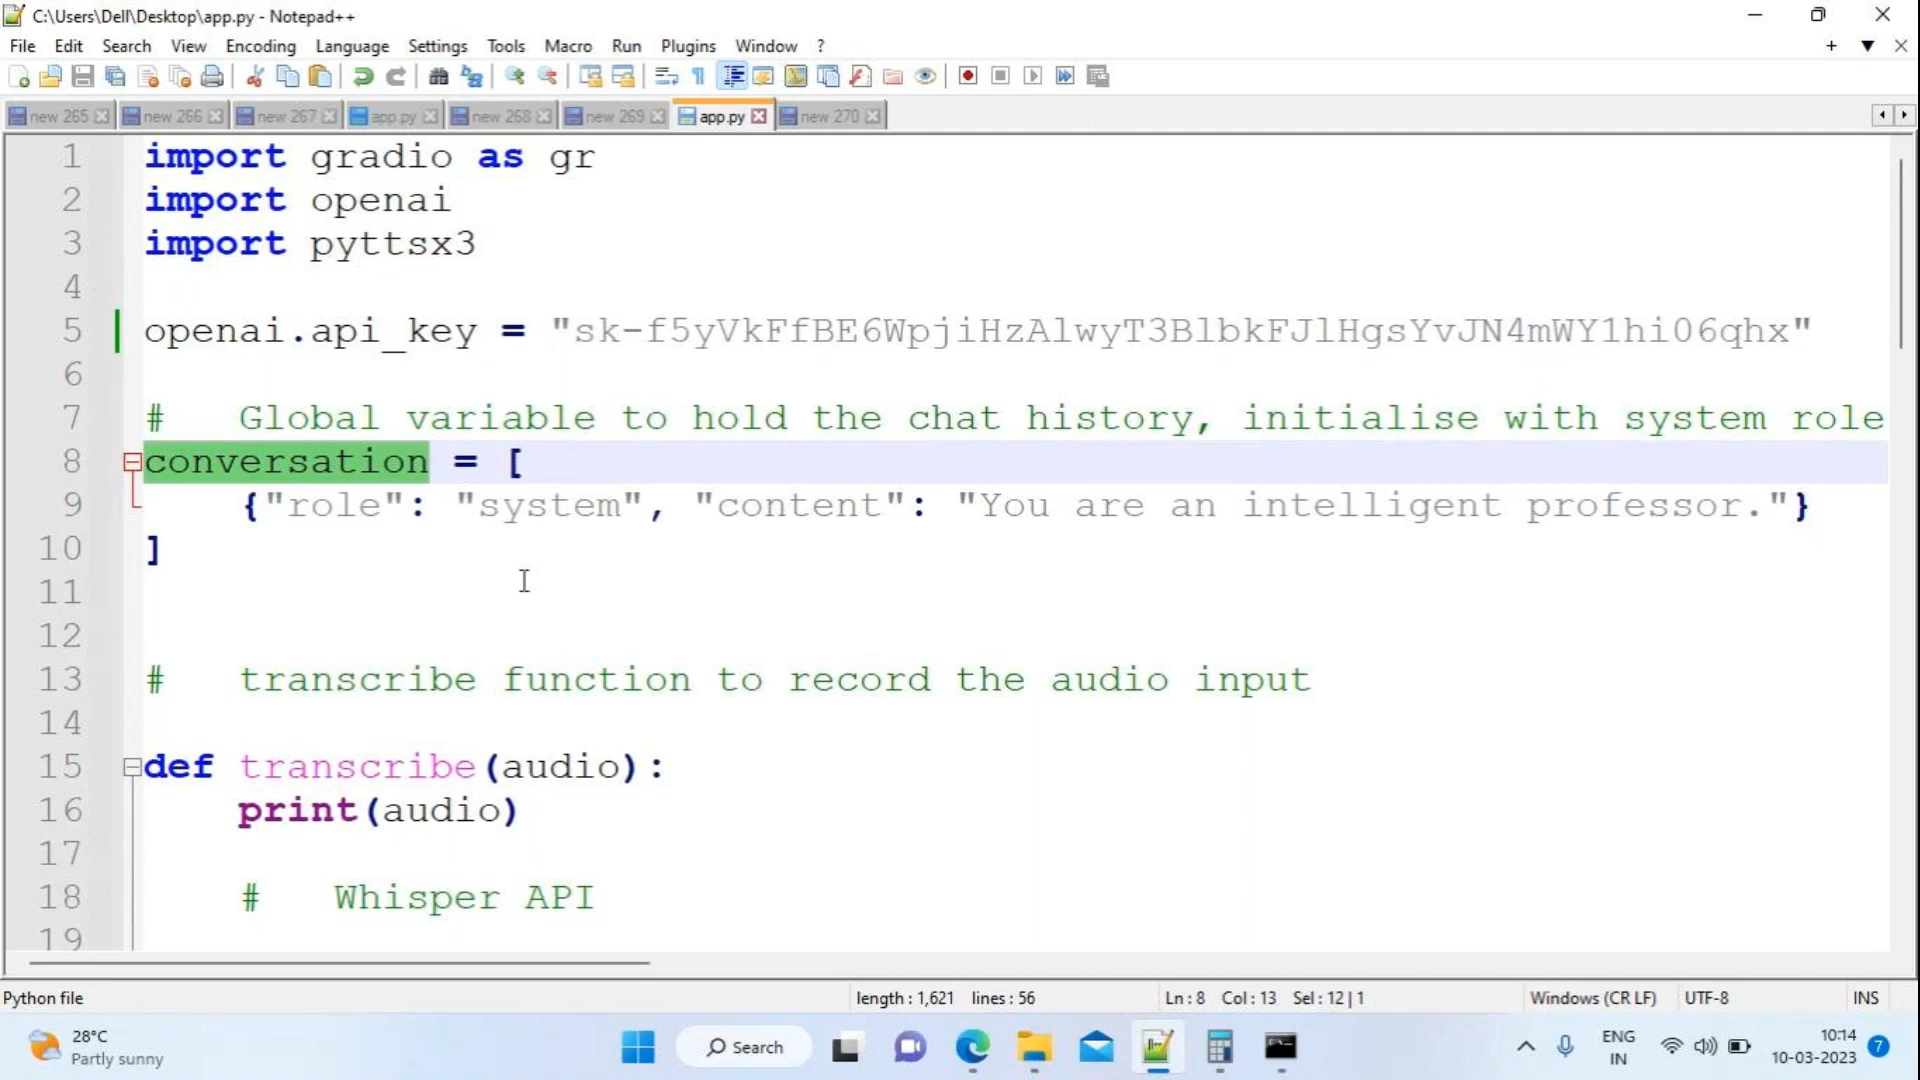 C:\Users\Dell\Desktop\app.py - Notepad++
File Edit Search View Encoding Language Settings Tools Macro Run Plugins Window ?
new 265 new 266 new 267 app.py new 268 new 269 app.py new 270
1 import gradio as gr
2 import openai
3 import pyttsx3
4
5 openai.api_key = "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"
6
7 # Global variable to hold the chat history, initialise with system role
8 conversation = [
9 {"role": "system", "content": "You are an intelligent professor."}
10 ]
11
12
13 # transcribe function to record the audio input
14
15 def transcribe(audio):
16 print(audio)
17
18 # Whisper API
19
Python file length : 1,621 lines : 56 Ln : 8 Col : 13 Sel : 12 | 1 Windows (CR LF) UTF-8 INS
28°C
Partly sunny
Search
ENG
IN
10:14
10-03-2023
7